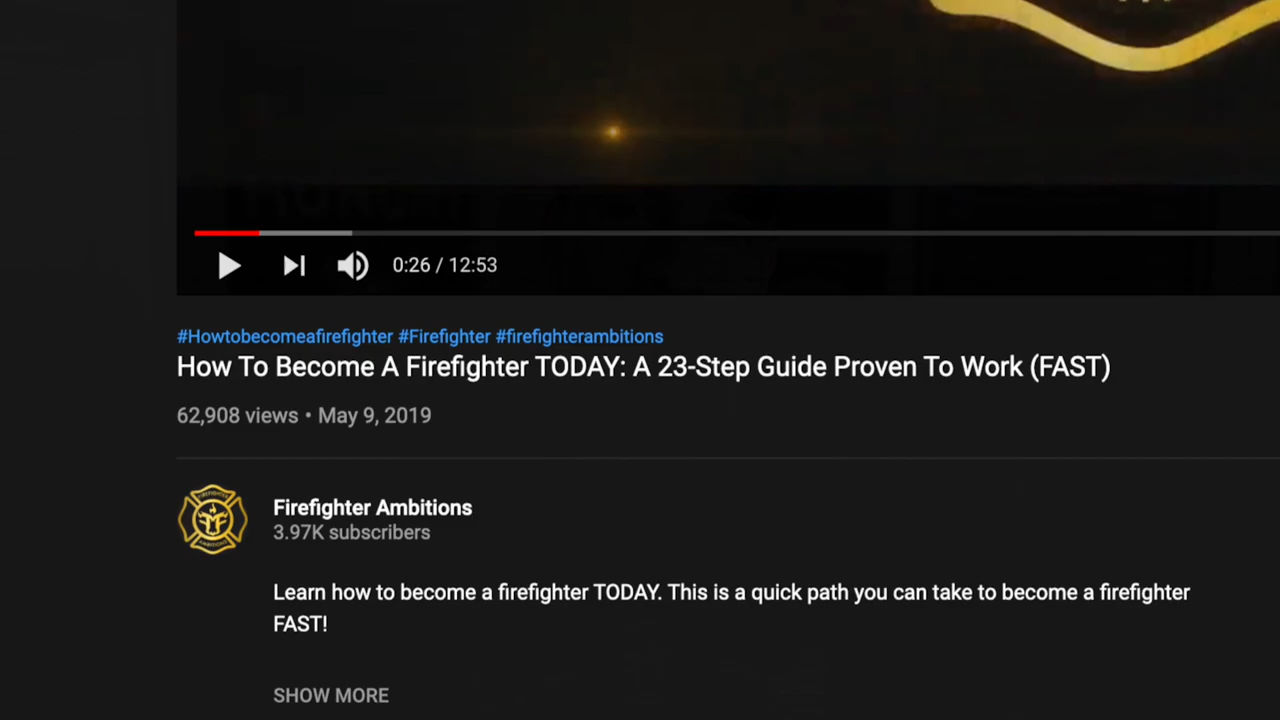 0:26 / 12:53
#Howtobecomeafirefighter #Firefighter #firefighterambitions
How To Become A Firefighter TODAY: A 23-Step Guide Proven To Work (FAST)
62,908 views • May 9, 2019
FIREFIGHTER
AMBITIONS
Firefighter Ambitions
3.97K subscribers
Learn how to become a firefighter TODAY. This is a quick path you can take to become a firefighter
FAST!
SHOW MORE